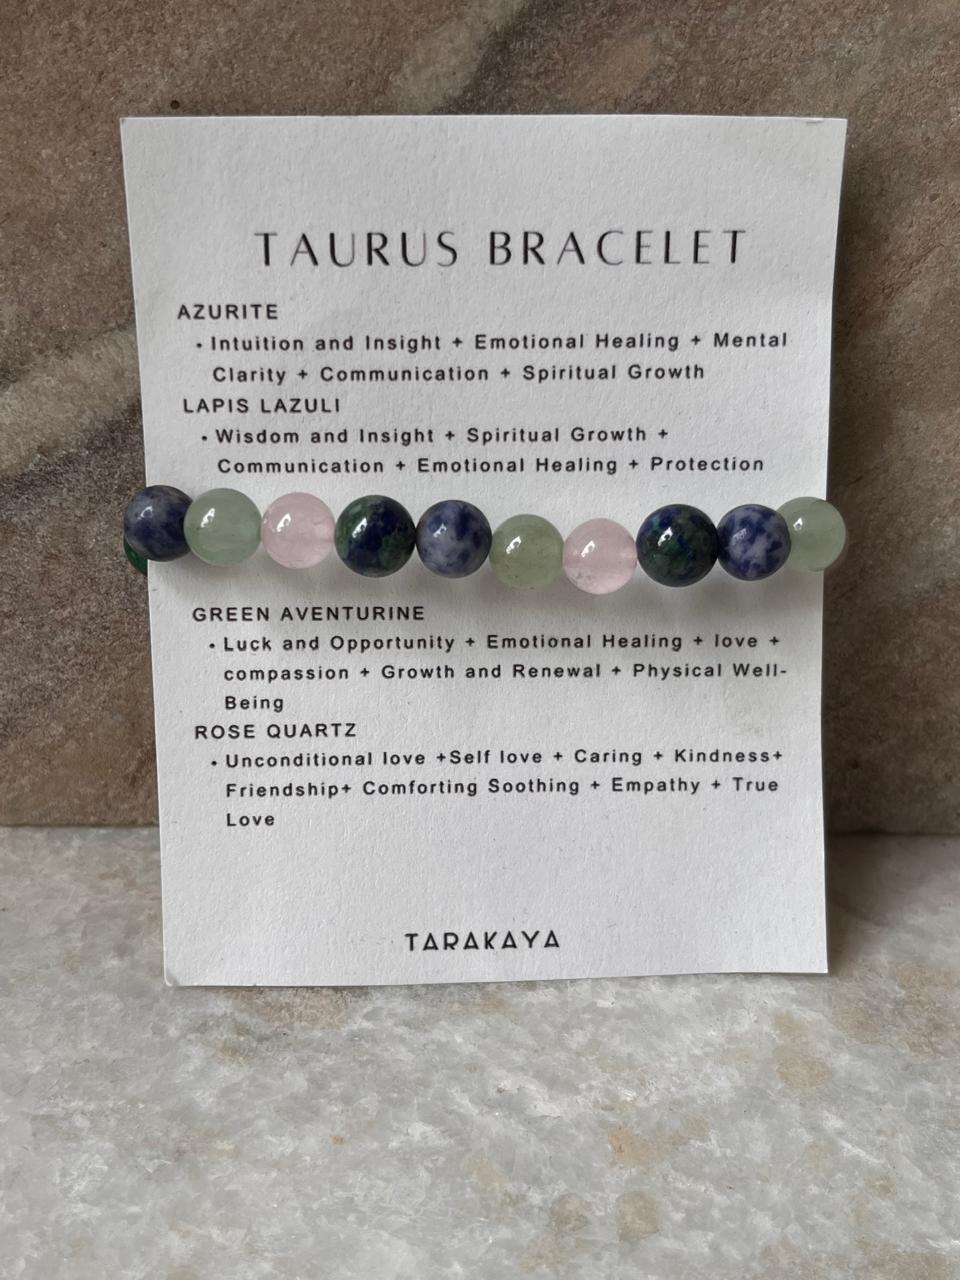 TAURUS BRACELET
AZURITE
• Intuition and Insight + Emotional Healing + Mental
Clarity + Communication + Spiritual Growth
LAPIS LAZULI
• Wisdom and Insight + Spiritual Growth +
Communication + Emotional Healing + Protection
GREEN AVENTURINE
• Luck and Opportunity + Emotional Healing + love +
compassion + Growth and Renewal + Physical Well-
Being
ROSE QUARTZ
• Unconditional love +Self love + Caring + Kindness+
Friendship+ Comforting Soothing + Empathy + True
Love
TARAKAYA